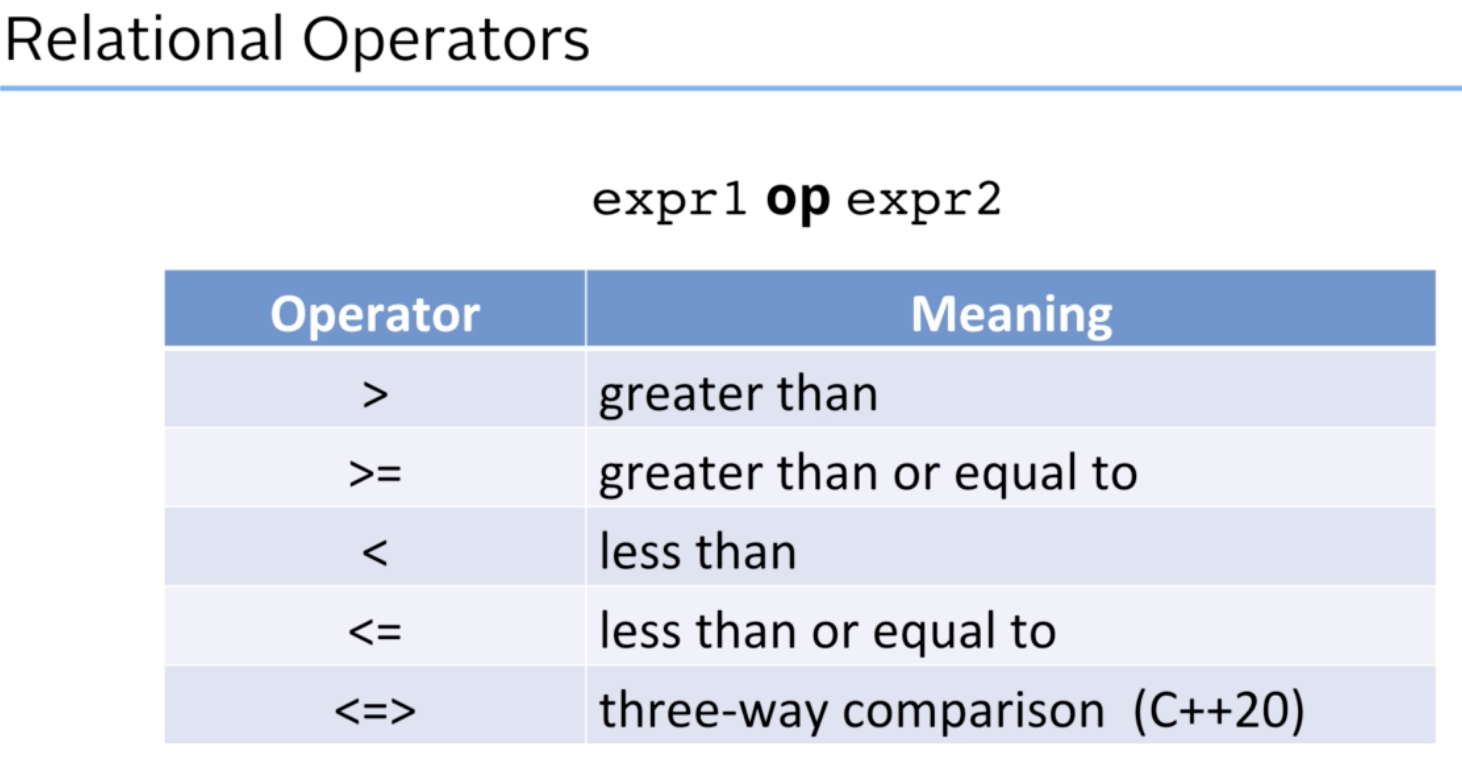 Relational Operators
expr1 op expr2
Operator Meaning
> greater than
>= greater than or equal to
< less than
<= less than or equal to
<=> three-way comparison (C++20)